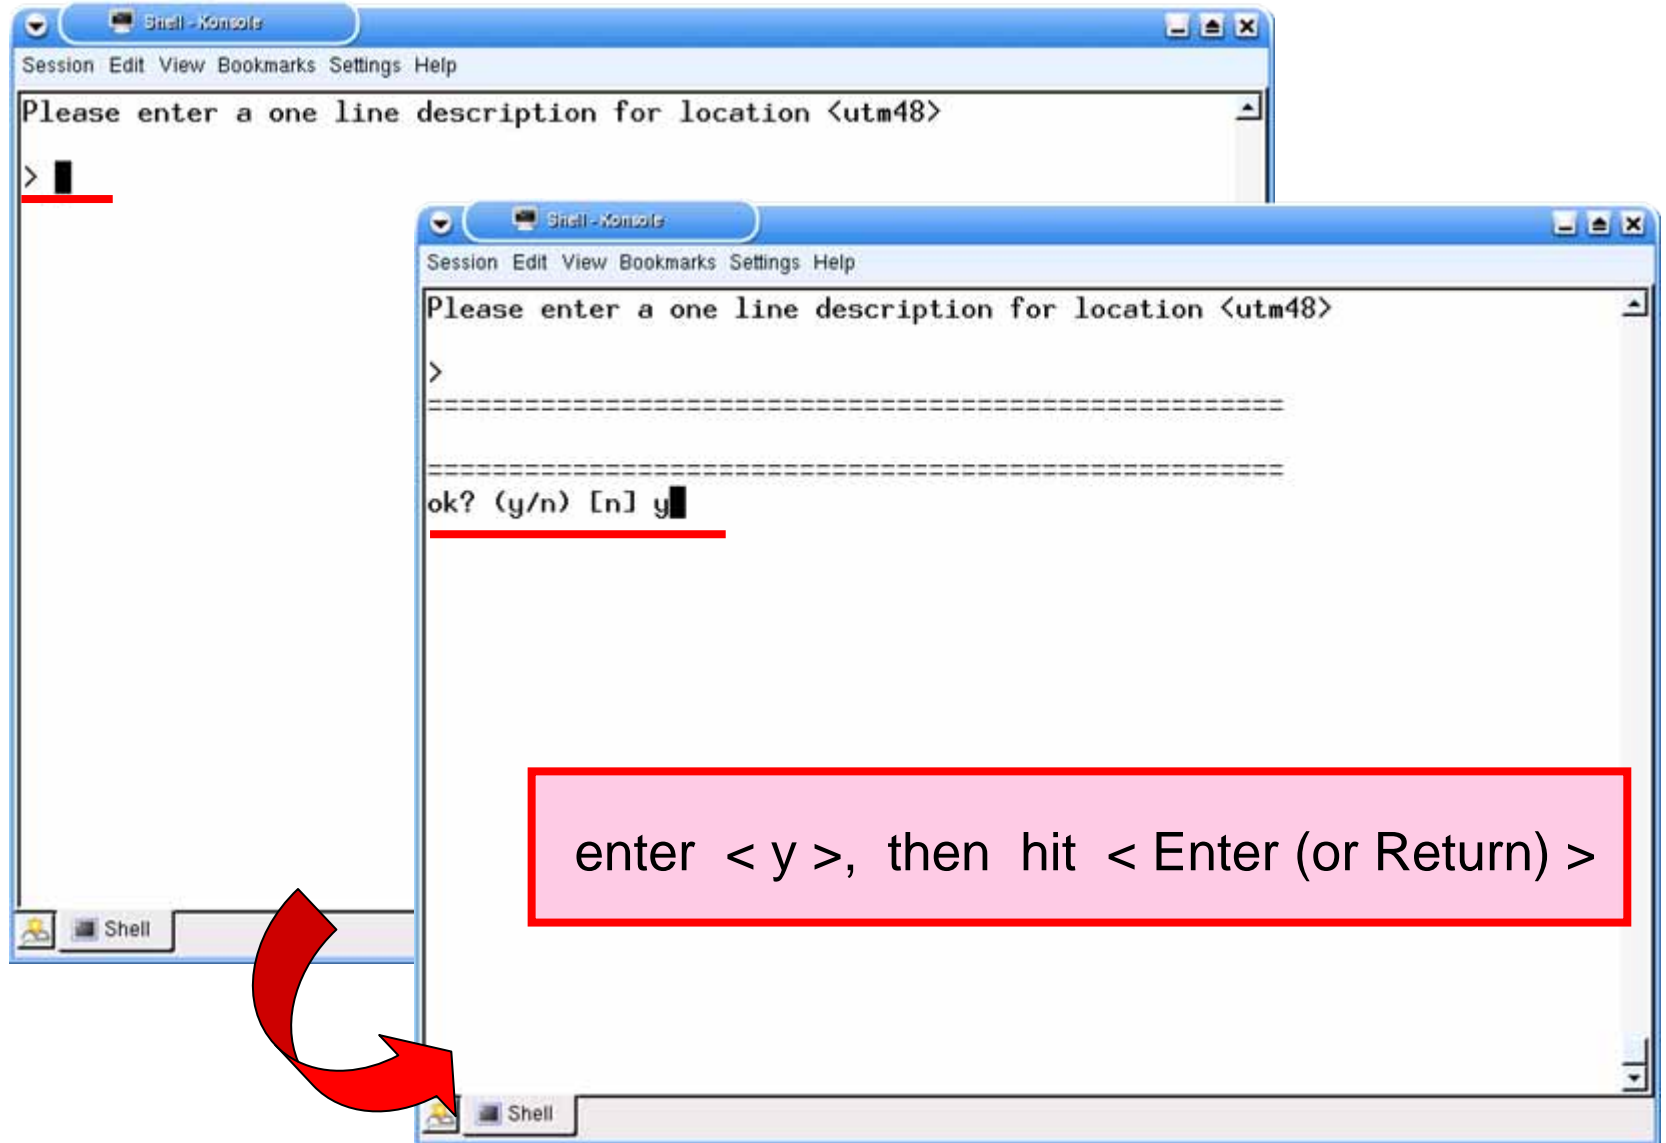 Shell - Konsole
Session Edit View Bookmarks Settings Help
Please enter a one line description for location <utm48>
>
Shell
Shell - Konsole
Session Edit View Bookmarks Settings Help
Please enter a one line description for location <utm48>
>
=====================================================
=====================================================
ok? (y/n) [n] y
enter < y >, then hit < Enter (or Return) >
Shell